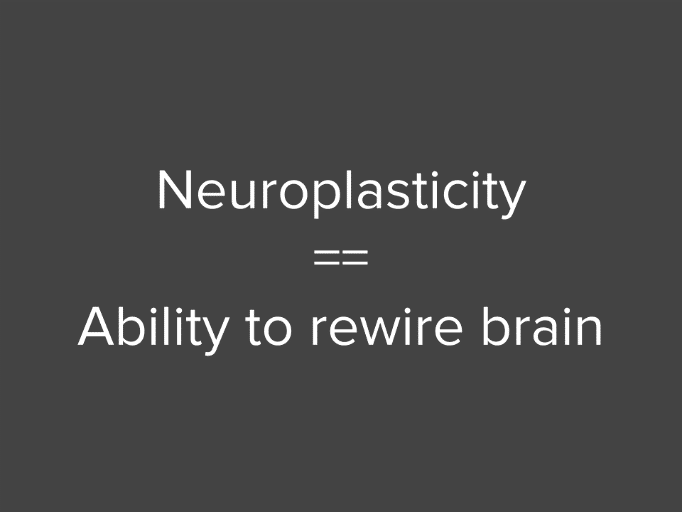 Neuroplasticity
==
Ability to rewire brain